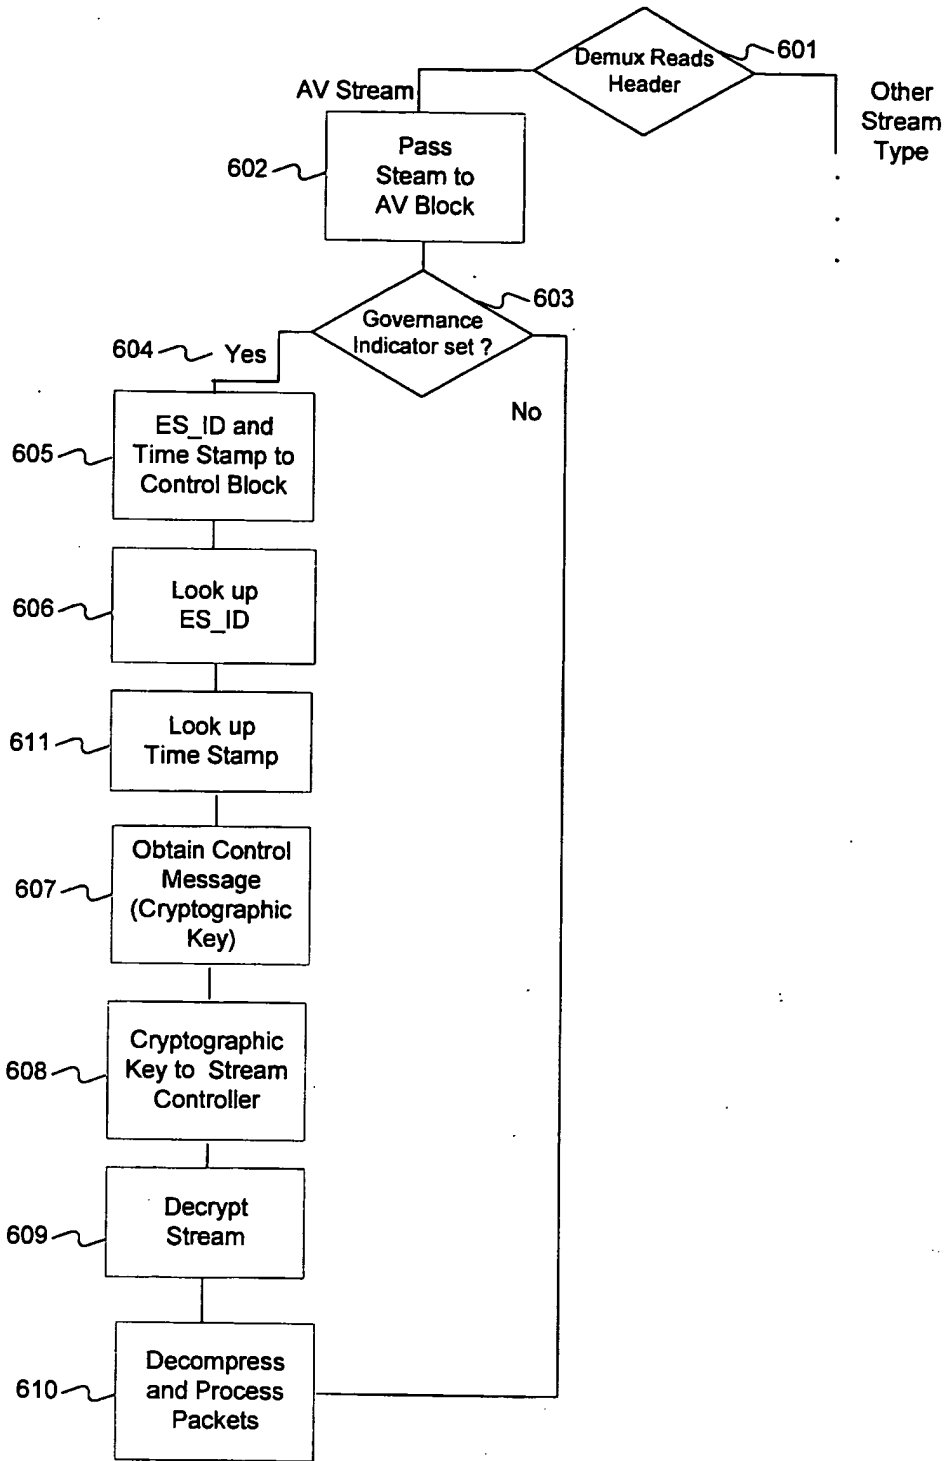 Demux Reads
Header
601
AV Stream
Other
Stream
Type
602
Pass
Steam to
AV Block
603
Governance
Indicator set ?
604
Yes
No
605
ES_ID and
Time Stamp to
Control Block
606
Look up
ES_ID
611
Look up
Time Stamp
607
Obtain Control
Message
(Cryptographic
Key)
608
Cryptographic
Key to Stream
Controller
609
Decrypt
Stream
610
Decompress
and Process
Packets